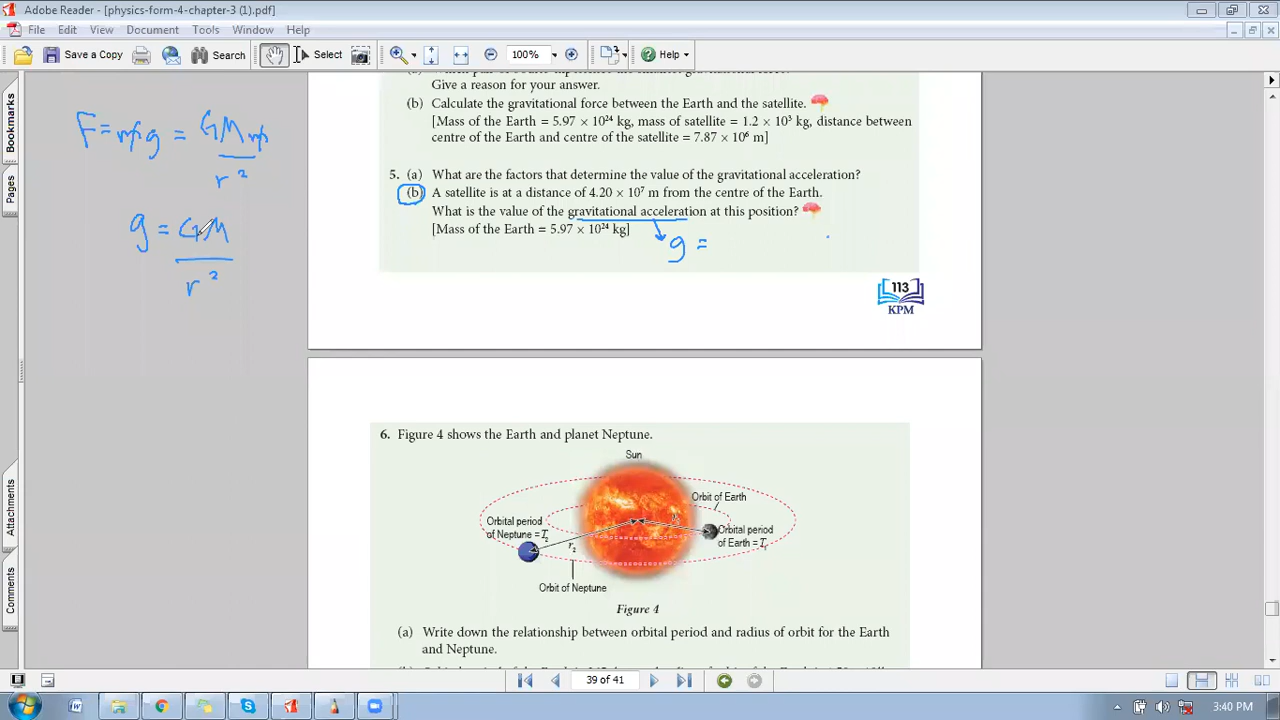 Adobe Reader - [physics-form-4-chapter-3 (1).pdf]
File Edit View Document Tools Window Help
Save a Copy Search Select 100% Help
Bookmarks
Pages
Attachments
Comments
Give a reason for your answer.
(b) Calculate the gravitational force between the Earth and the satellite.
[Mass of the Earth = 5.97 × 10²⁴ kg, mass of satellite = 1.2 × 10³ kg, distance between
centre of the Earth and centre of the satellite = 7.87 × 10⁶ m]
5. (a) What are the factors that determine the value of the gravitational acceleration?
(b) A satellite is at a distance of 4.20 × 10⁷ m from the centre of the Earth.
What is the value of the gravitational acceleration at this position?
[Mass of the Earth = 5.97 × 10²⁴ kg]
g =
F = mg = GMm
r²
g = GM
r²
113
KPM
6. Figure 4 shows the Earth and planet Neptune.
Sun
Orbit of Earth
Orbital period
of Neptune = T₂
Orbital period
of Earth = T₁
r₂
Orbit of Neptune
Figure 4
(a) Write down the relationship between orbital period and radius of orbit for the Earth
and Neptune.
39 of 41
3:40 PM